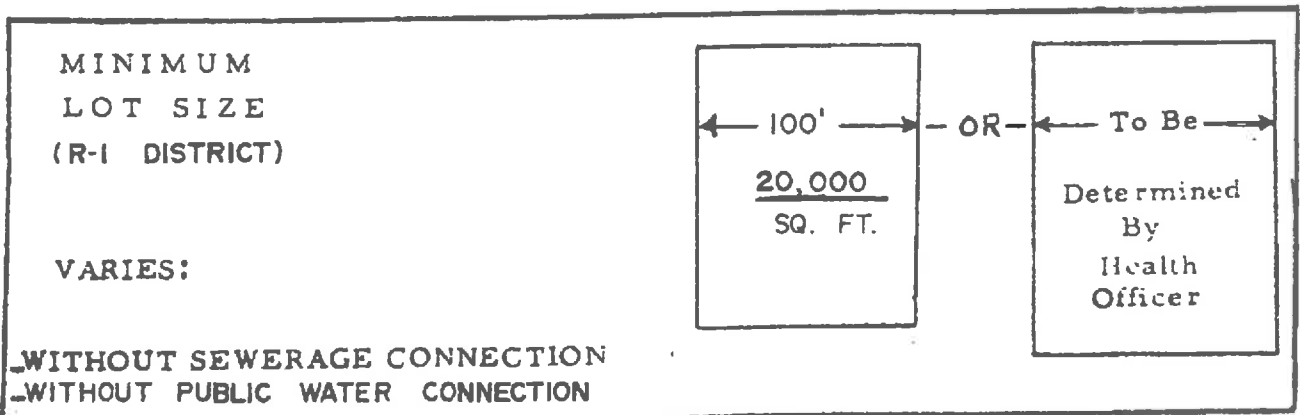 MINIMUM
LOT SIZE
(R-1 DISTRICT)
VARIES:
-WITHOUT SEWERAGE CONNECTION
-WITHOUT PUBLIC WATER CONNECTION
100'
20,000
SQ. FT.
- OR -
To Be
Determined
By
Health
Officer